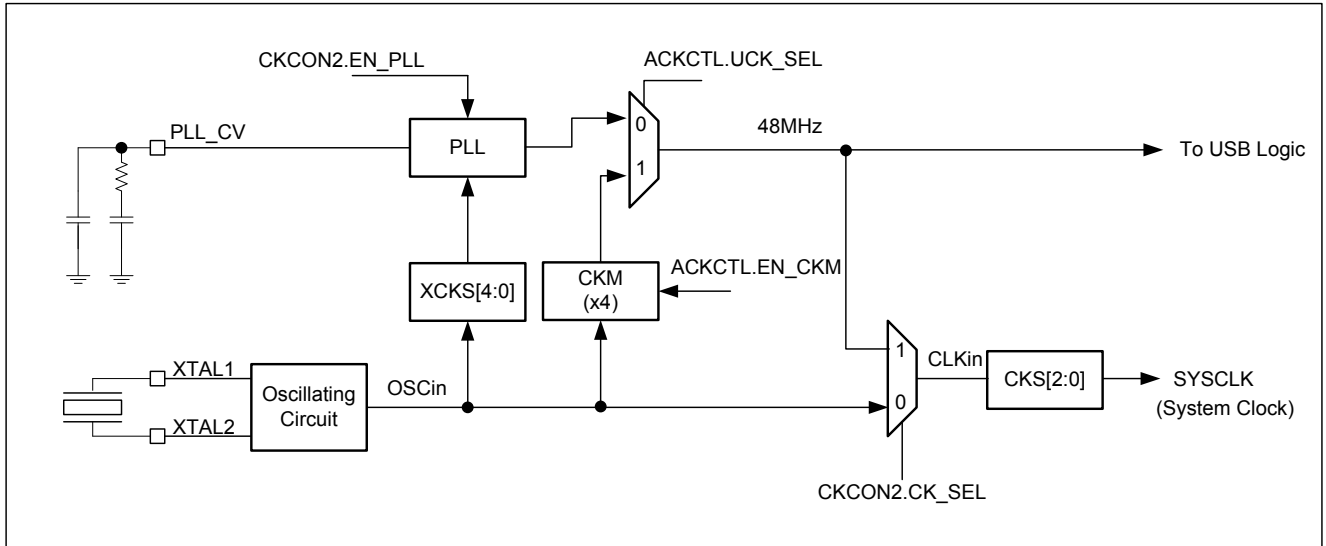 CKCON2.EN_PLL
ACKCTL.UCK_SEL
PLL_CV
PLL
0
1
48MHz
To USB Logic
XCKS[4:0]
CKM
(x4)
ACKCTL.EN_CKM
XTAL1
XTAL2
Oscillating
Circuit
OSCin
1
0
CLKin
CKS[2:0]
SYSCLK
(System Clock)
CKCON2.CK_SEL